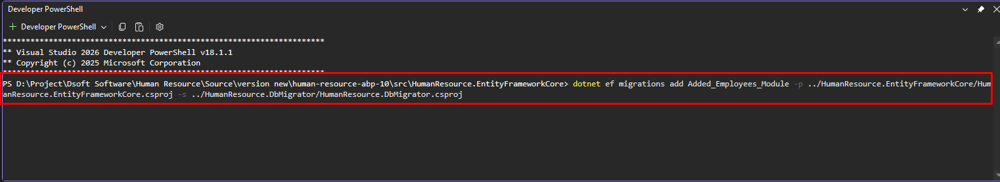 Developer PowerShell
+ Developer PowerShell
**********************************************************************
** Visual Studio 2026 Developer PowerShell v18.1.1
** Copyright (c) 2025 Microsoft Corporation
**********************************************************************
PS D:\Project\Dsoft Software\Human Resource\Source\version new\human-resource-abp-10\src\HumanResource.EntityFrameworkCore> dotnet ef migrations add Added_Employees_Module -p ../HumanResource.EntityFrameworkCore/Hum
anResource.EntityFrameworkCore.csproj -s ../HumanResource.DbMigrator/HumanResource.DbMigrator.csproj